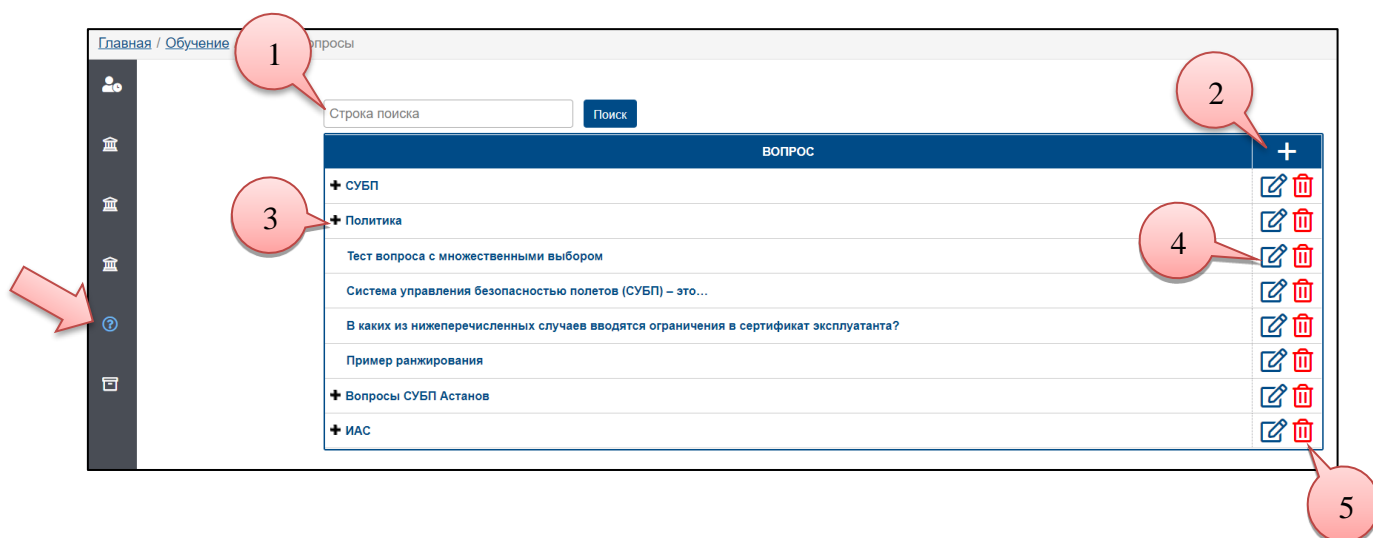 Главная / Обучение
1
2
Строка поиска
Поиск
ВОПРОС
СУБП
3
Политика
4
Тест вопроса с множественными выбором
Система управления безопасностью полетов (СУБП) – это...
В каких из нижеперечисленных случаев вводятся ограничения в сертификат эксплуатанта?
Пример ранжирования
Вопросы СУБП Астанов
ИАС
5